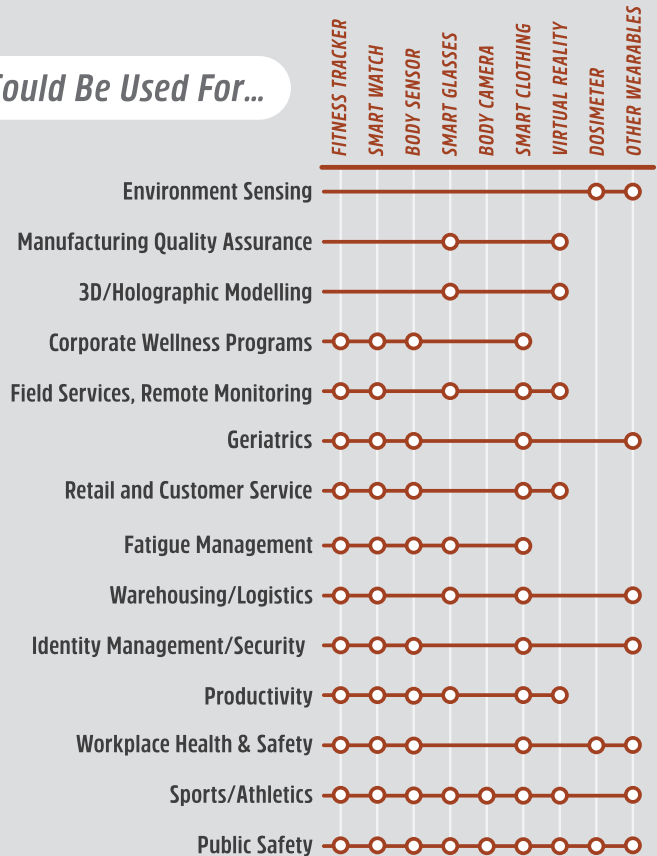 ould Be Used For...
FITNESS TRACKER
SMART WATCH
BODY SENSOR
SMART GLASSES
BODY CAMERA
SMART CLOTHING
VIRTUAL REALITY
DOSIMETER
OTHER WEARABLES
Environment Sensing
Manufacturing Quality Assurance
3D/Holographic Modelling
Corporate Wellness Programs
Field Services, Remote Monitoring
Geriatrics
Retail and Customer Service
Fatigue Management
Warehousing/Logistics
Identity Management/Security
Productivity
Workplace Health & Safety
Sports/Athletics
Public Safety